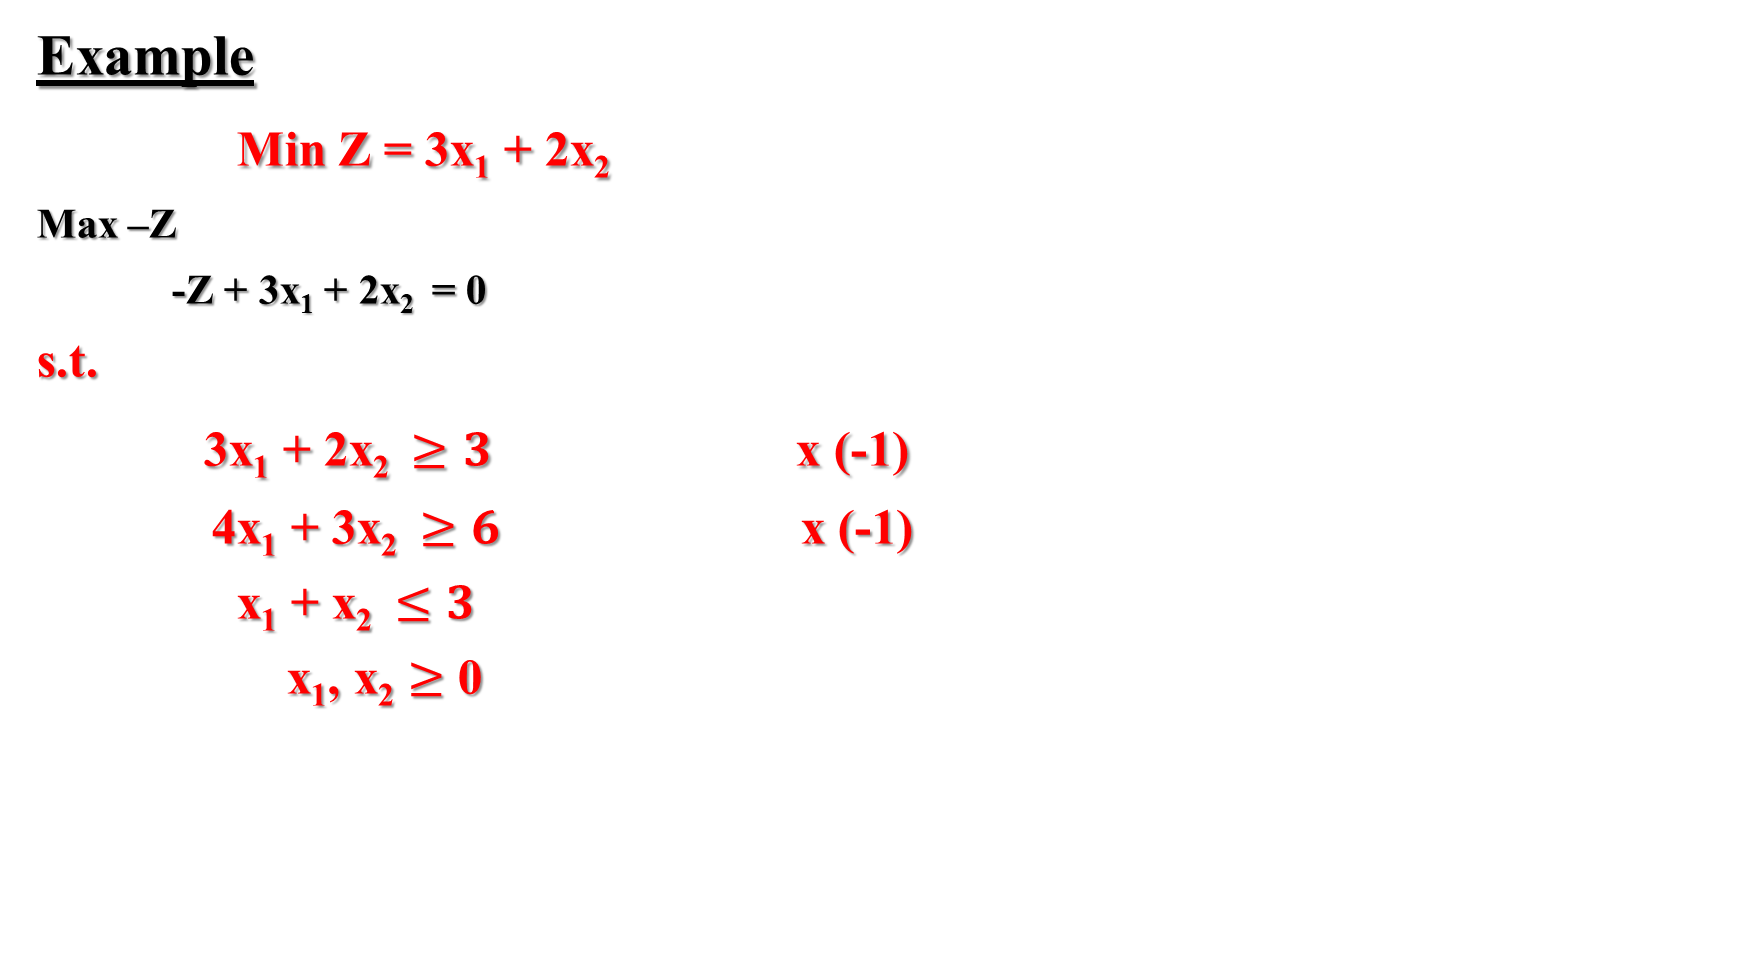 Example
Min Z = 3x₁ + 2x₂
Max –Z
-Z + 3x₁ + 2x₂ = 0
s.t.
3x₁ + 2x₂ ≥ 3 x (-1)
4x₁ + 3x₂ ≥ 6 x (-1)
x₁ + x₂ ≤ 3
x₁, x₂ ≥ 0